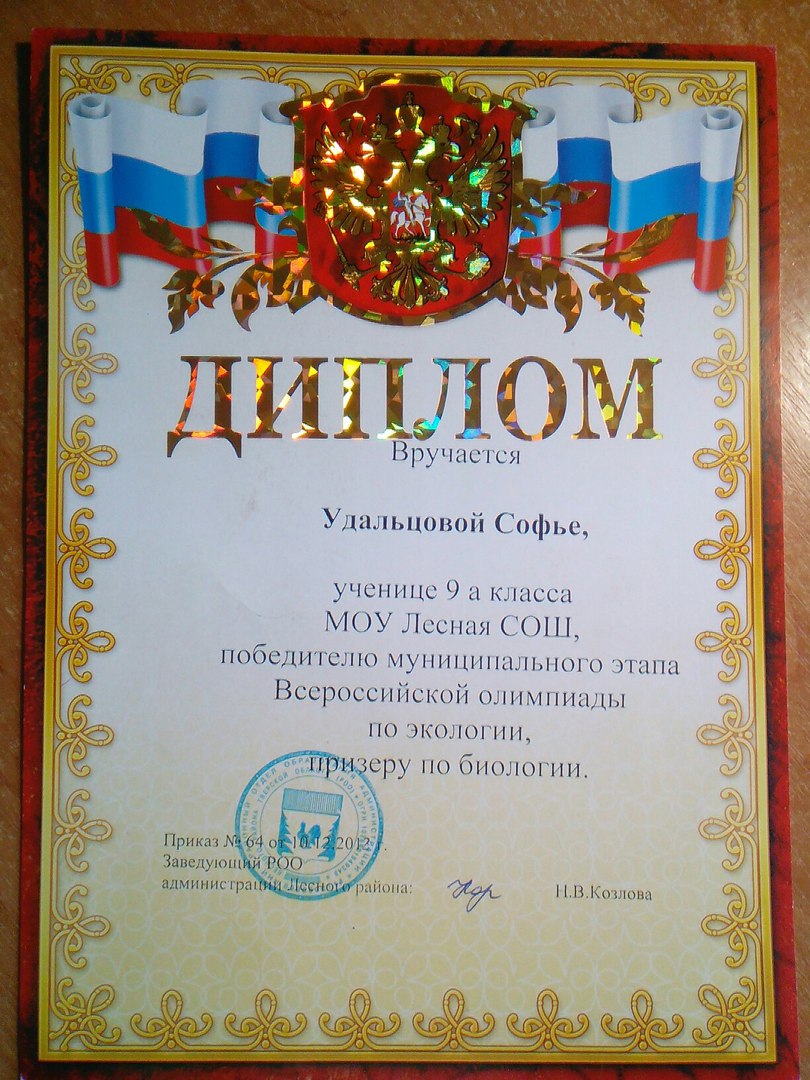 ДИПЛОМ
Вручается
Удальцовой Софье,
ученице 9 а класса
МОУ Лесная СОШ,
победителю муниципального этапа
Всероссийской олимпиады
по экологии,
призеру по биологии.
Приказ № 64 от 10.12.2012 г.
Заведующий РОО
администрации Лесного района:
Н.В.Козлова